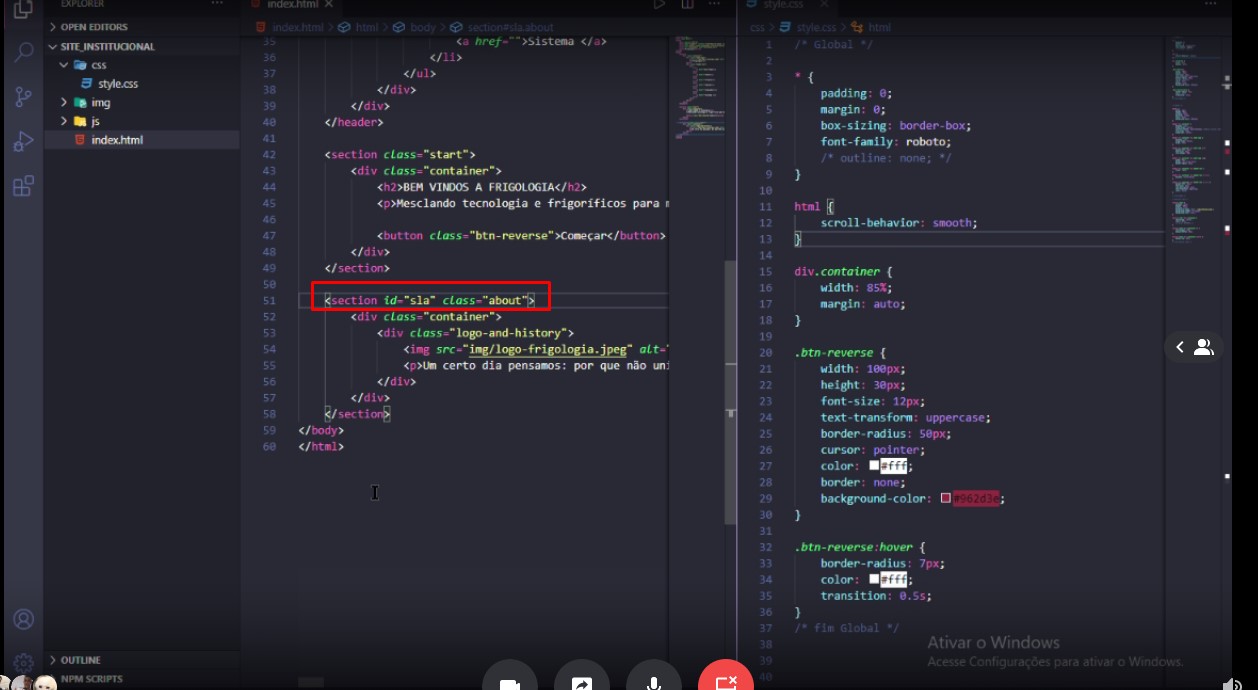 EXPLORER
OPEN EDITORS
SITE_INSTITUCIONAL
css
style.css
img
js
index.html
OUTLINE
NPM SCRIPTS
index.html
index.html > html > body > section#sla.about
35 <a href="">Sistema </a>
36 </li>
37 </ul>
38 </div>
39 </div>
40 </header>
41
42 <section class="start">
43 <div class="container">
44 <h2>BEM VINDOS A FRIGOLOGIA</h2>
45 <p>Mesclando tecnologia e frigoríficos para
46
47 <button class="btn-reverse">Começar</button>
48 </div>
49 </section>
50
51 <section id="sla" class="about">
52 <div class="container">
53 <div class="logo-and-history">
54 <img src="img/logo-frigologia.jpeg" alt="
55 <p>Um certo dia pensamos: por que não uni
56 </div>
57 </div>
58 </section>
59 </body>
60 </html>
style.css
css > style.css > html
1 /* Global */
2
3 * {
4 padding: 0;
5 margin: 0;
6 box-sizing: border-box;
7 font-family: roboto;
8 /* outline: none; */
9 }
10
11 html {
12 scroll-behavior: smooth;
13 }
14
15 div.container {
16 width: 85%;
17 margin: auto;
18 }
19
20 .btn-reverse {
21 width: 100px;
22 height: 30px;
23 font-size: 12px;
24 text-transform: uppercase;
25 border-radius: 50px;
26 cursor: pointer;
27 color: #fff;
28 border: none;
29 background-color: #962d3e;
30 }
31
32 .btn-reverse:hover {
33 border-radius: 7px;
34 color: #fff;
35 transition: 0.5s;
36 }
37 /* fim Global */
38
39
40
Ativar o Windows
Acesse Configurações para ativar o Windows.